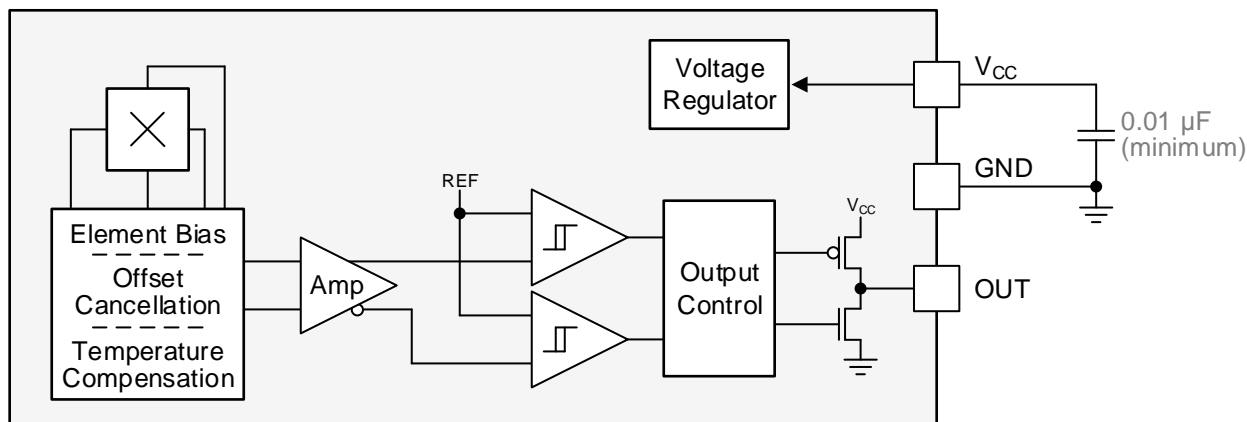 Voltage
Regulator
VCC
0.01 µF
(minimum)
GND
REF
VCC
Element Bias
Offset
Cancellation
Temperature
Compensation
Amp
Output
Control
OUT